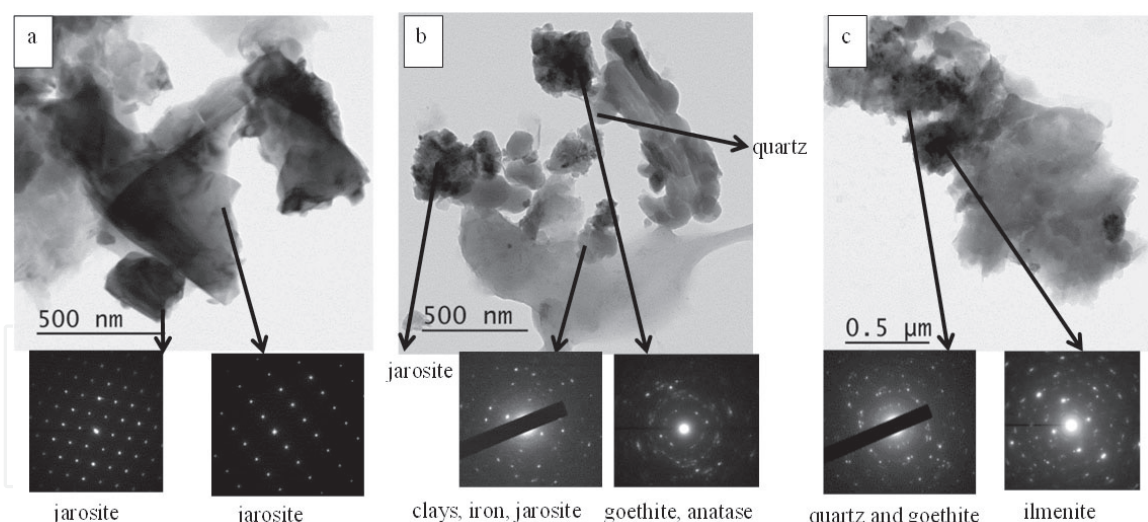 a
b
c
quartz
500 nm
500 nm
0.5 µm
jarosite
jarosite
jarosite
clays, iron, jarosite
goethite, anatase
quartz and goethite
ilmenite